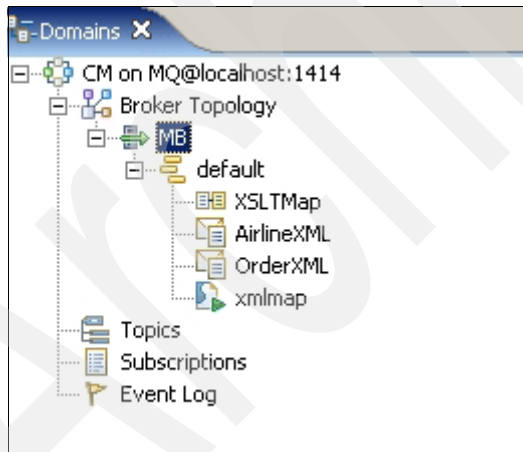 Domains
CM on MQ@localhost:1414
Broker Topology
MB
default
XSLTMap
AirlineXML
OrderXML
xmlmap
Topics
Subscriptions
Event Log